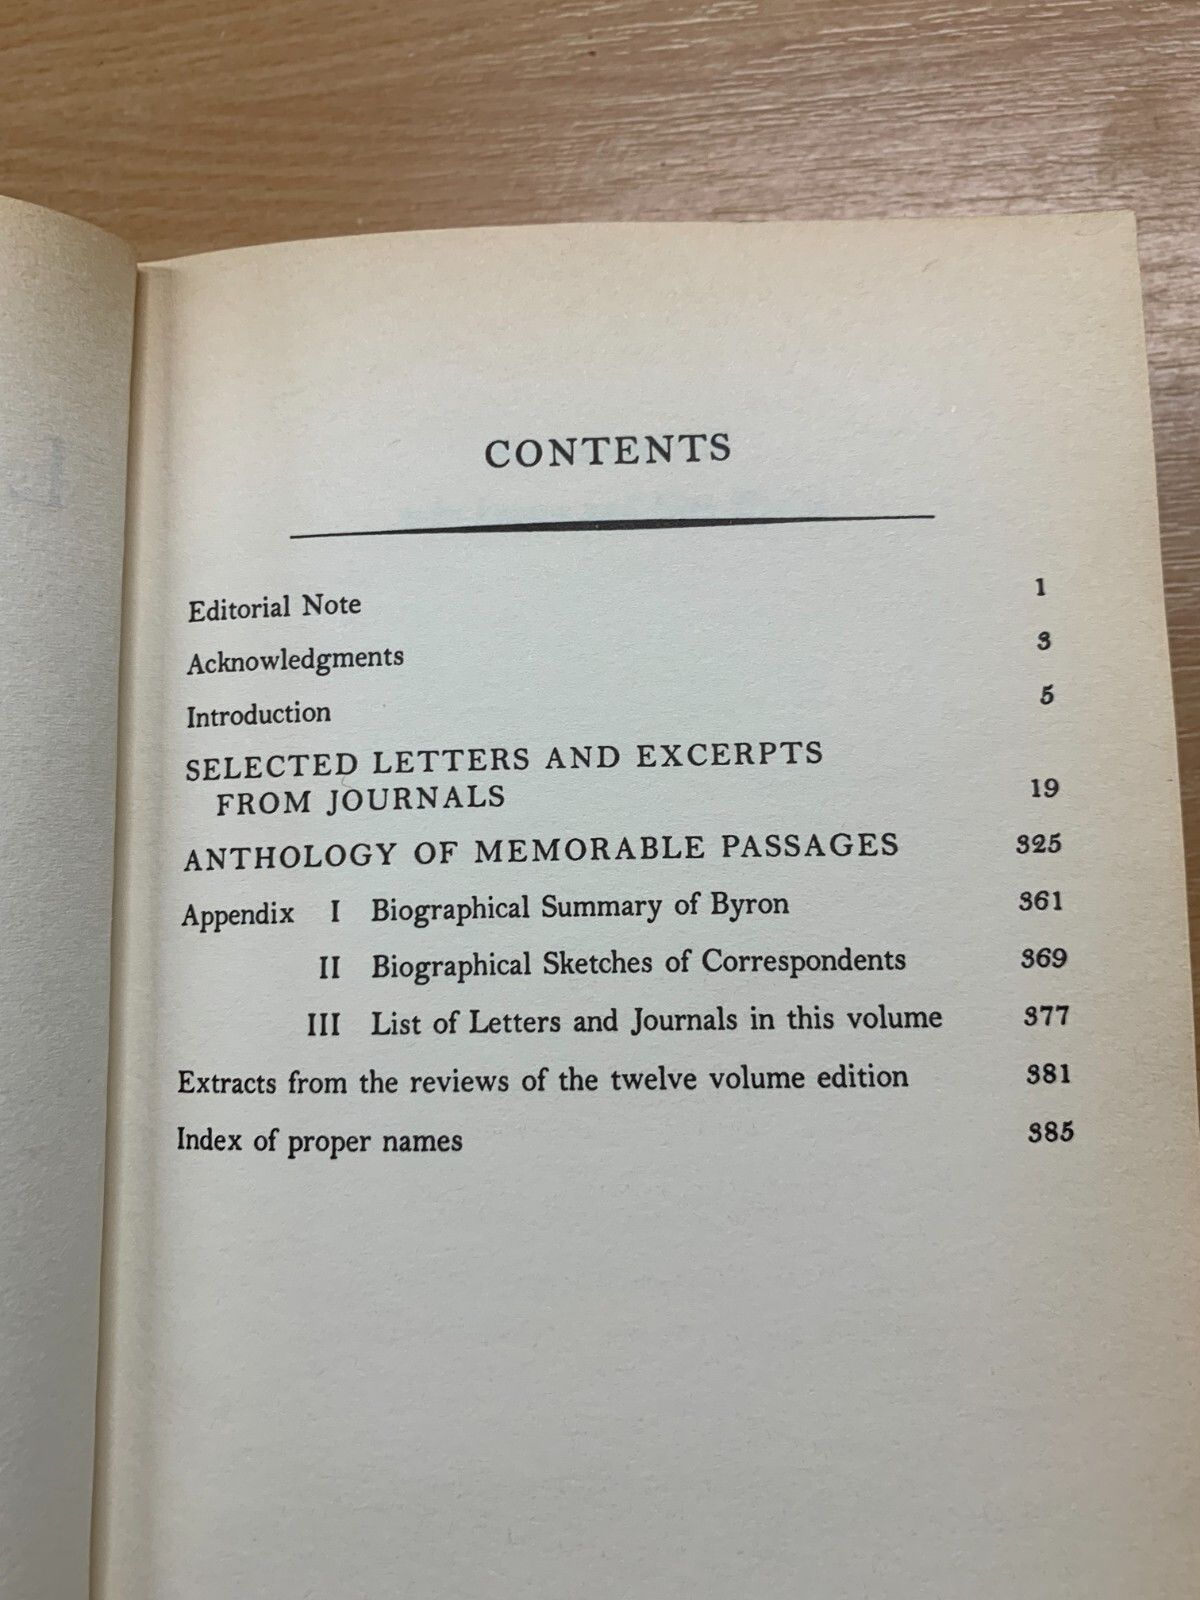 CONTENTS
Editorial Note 1
Acknowledgments 3
Introduction 5
SELECTED LETTERS AND EXCERPTS
FROM JOURNALS 19
ANTHOLOGY OF MEMORABLE PASSAGES 325
Appendix I Biographical Summary of Byron 361
II Biographical Sketches of Correspondents 369
III List of Letters and Journals in this volume 377
Extracts from the reviews of the twelve volume edition 381
Index of proper names 385